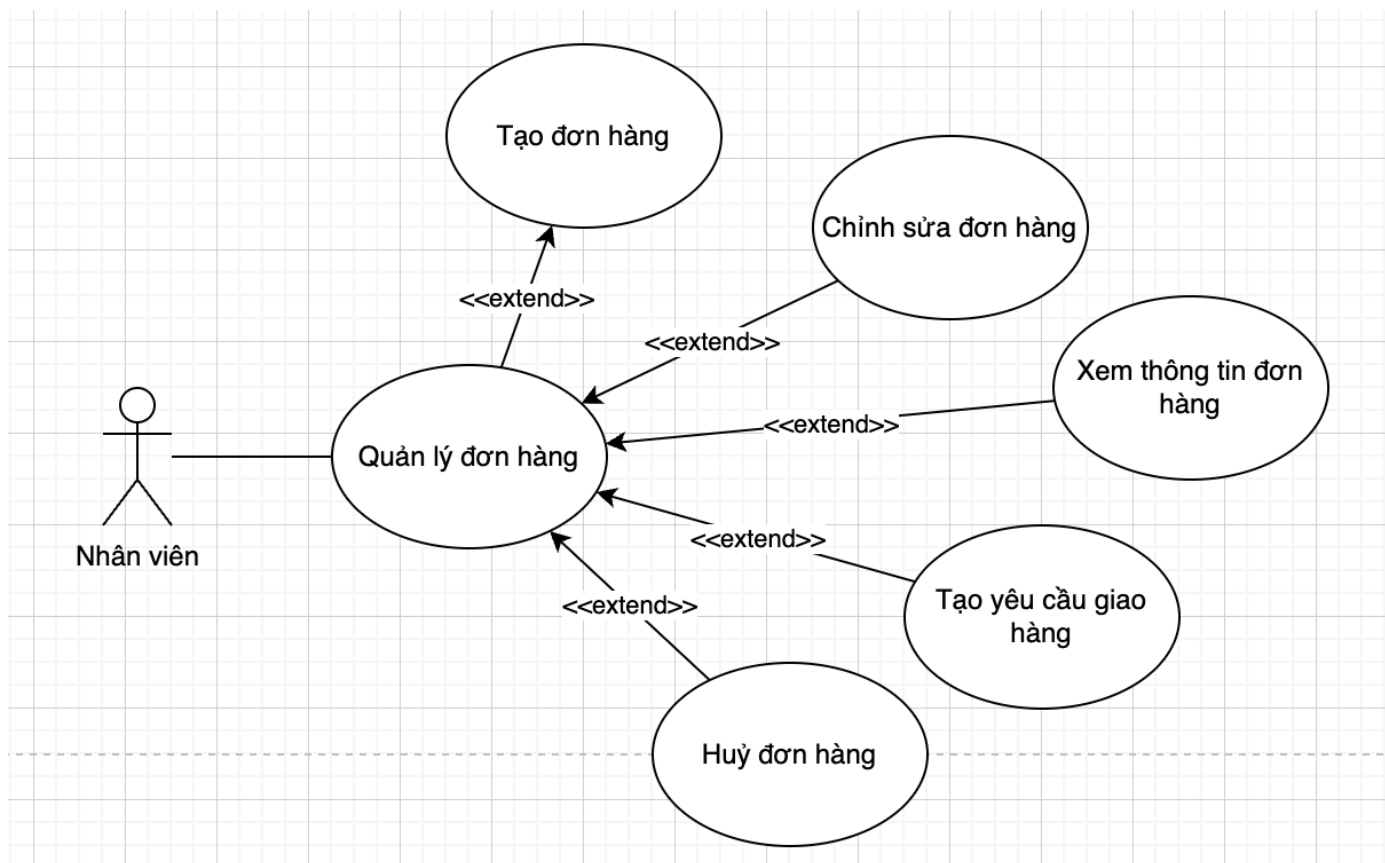 Tạo đơn hàng
Chỉnh sửa đơn hàng
<<extend>>
<<extend>>
Xem thông tin đơn
hàng
<<extend>>
Quản lý đơn hàng
<<extend>>
Nhân viên
Tạo yêu cầu giao
hàng
<<extend>>
Huỷ đơn hàng